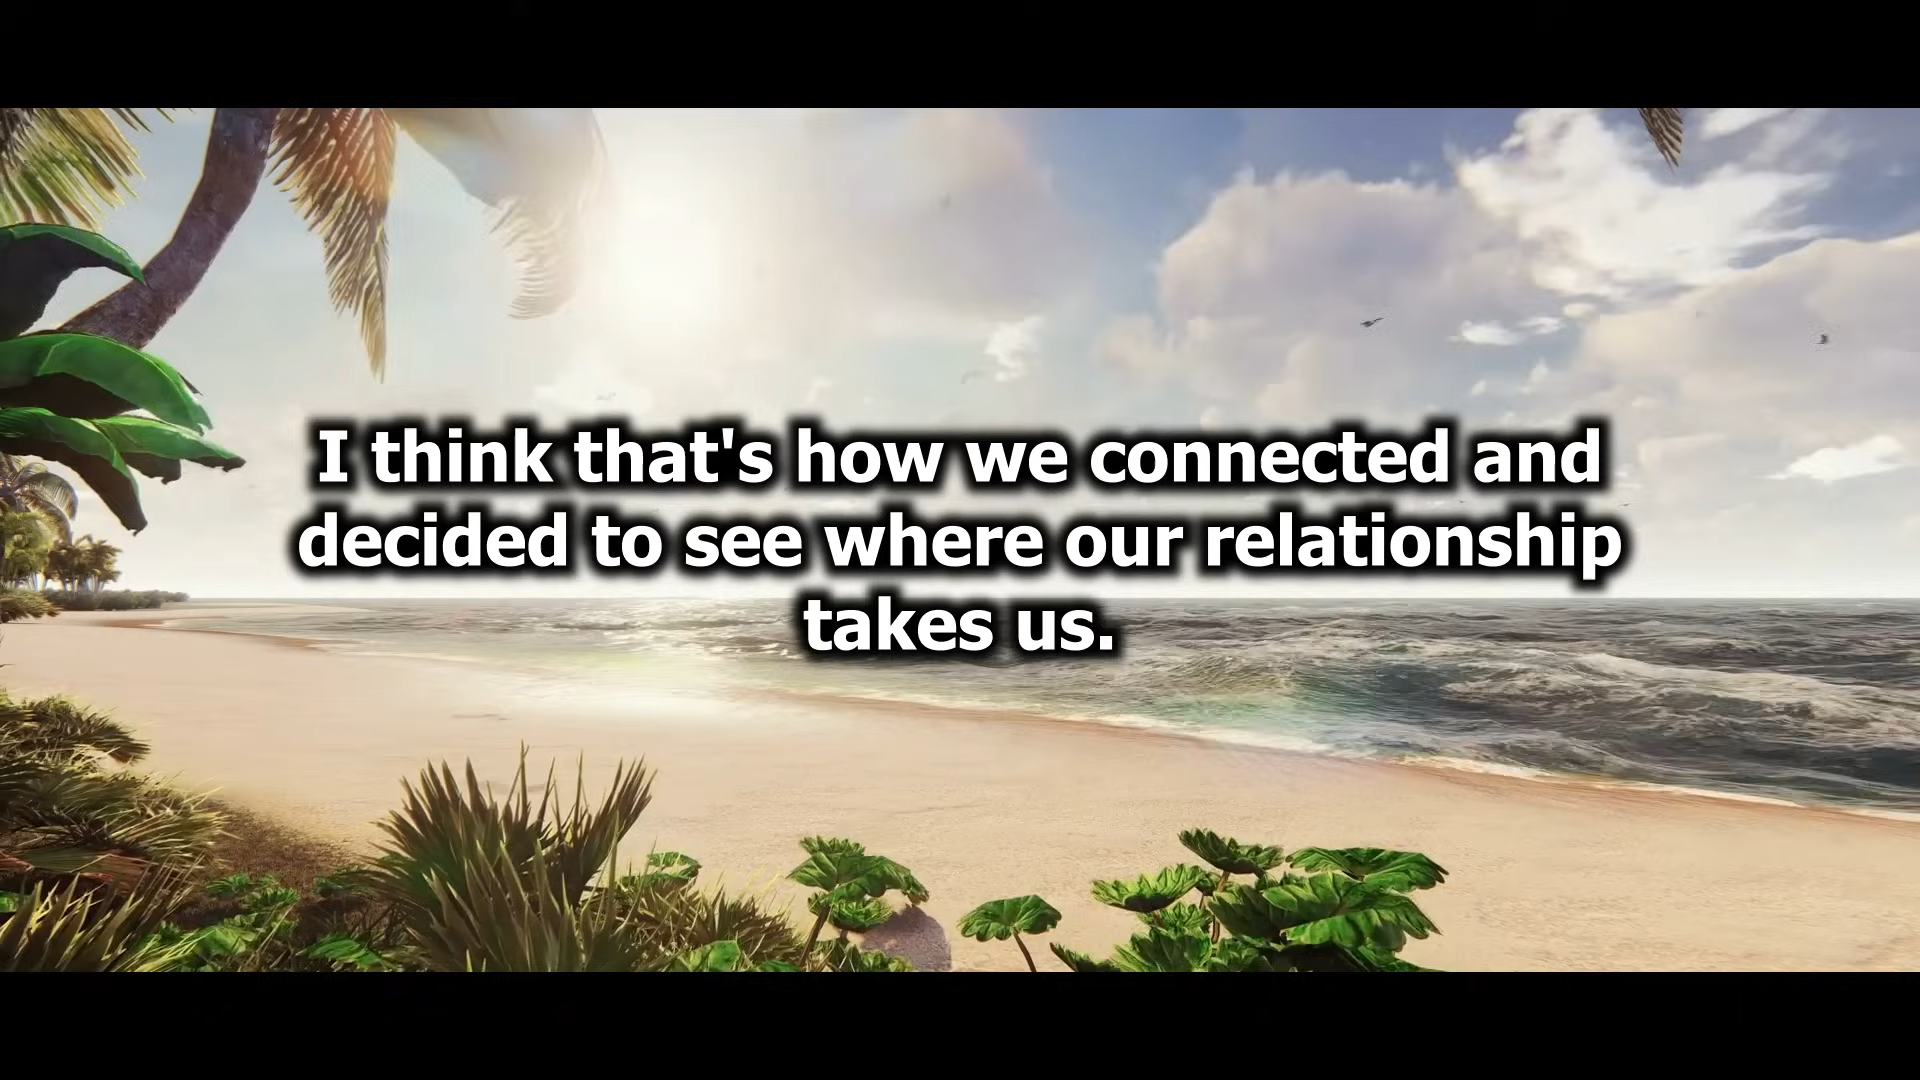 I think that's how we connected and
decided to see where our relationship
takes us.